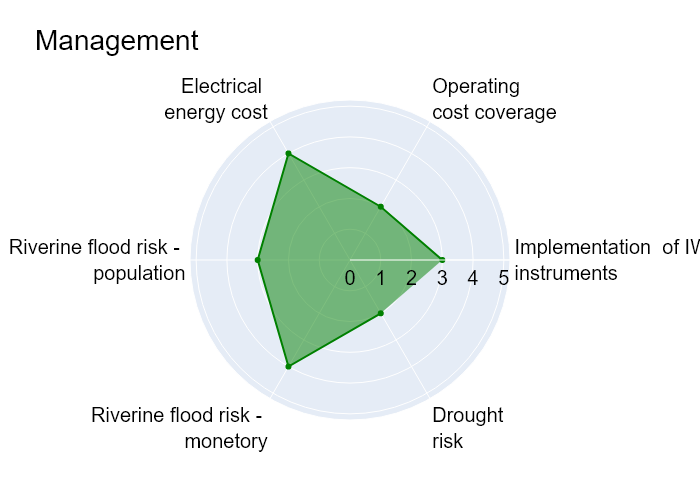 Management
Electrical
energy cost
Operating
cost coverage
Riverine flood risk -
population
Implementation of
instruments
0 1 2 3 4 5
Riverine flood risk -
monetory
Drought
risk